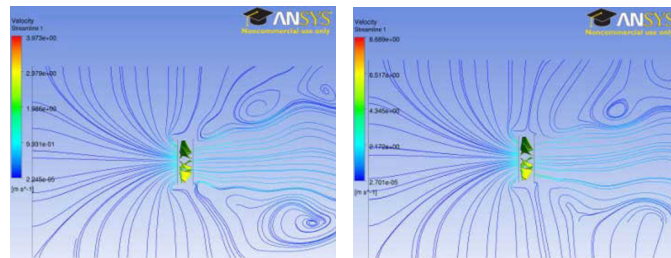 ANSYS
Noncommercial use only
Velocity
Streamline 1
3.973e+00
2.979e+00
1.986e+00
9.931e-01
2.245e-05
[m s^-1]
ANSYS
Noncommercial use only
Velocity
Streamline 1
8.689e+00
6.517e+00
4.345e+00
2.172e+00
2.701e-05
[m s^-1]